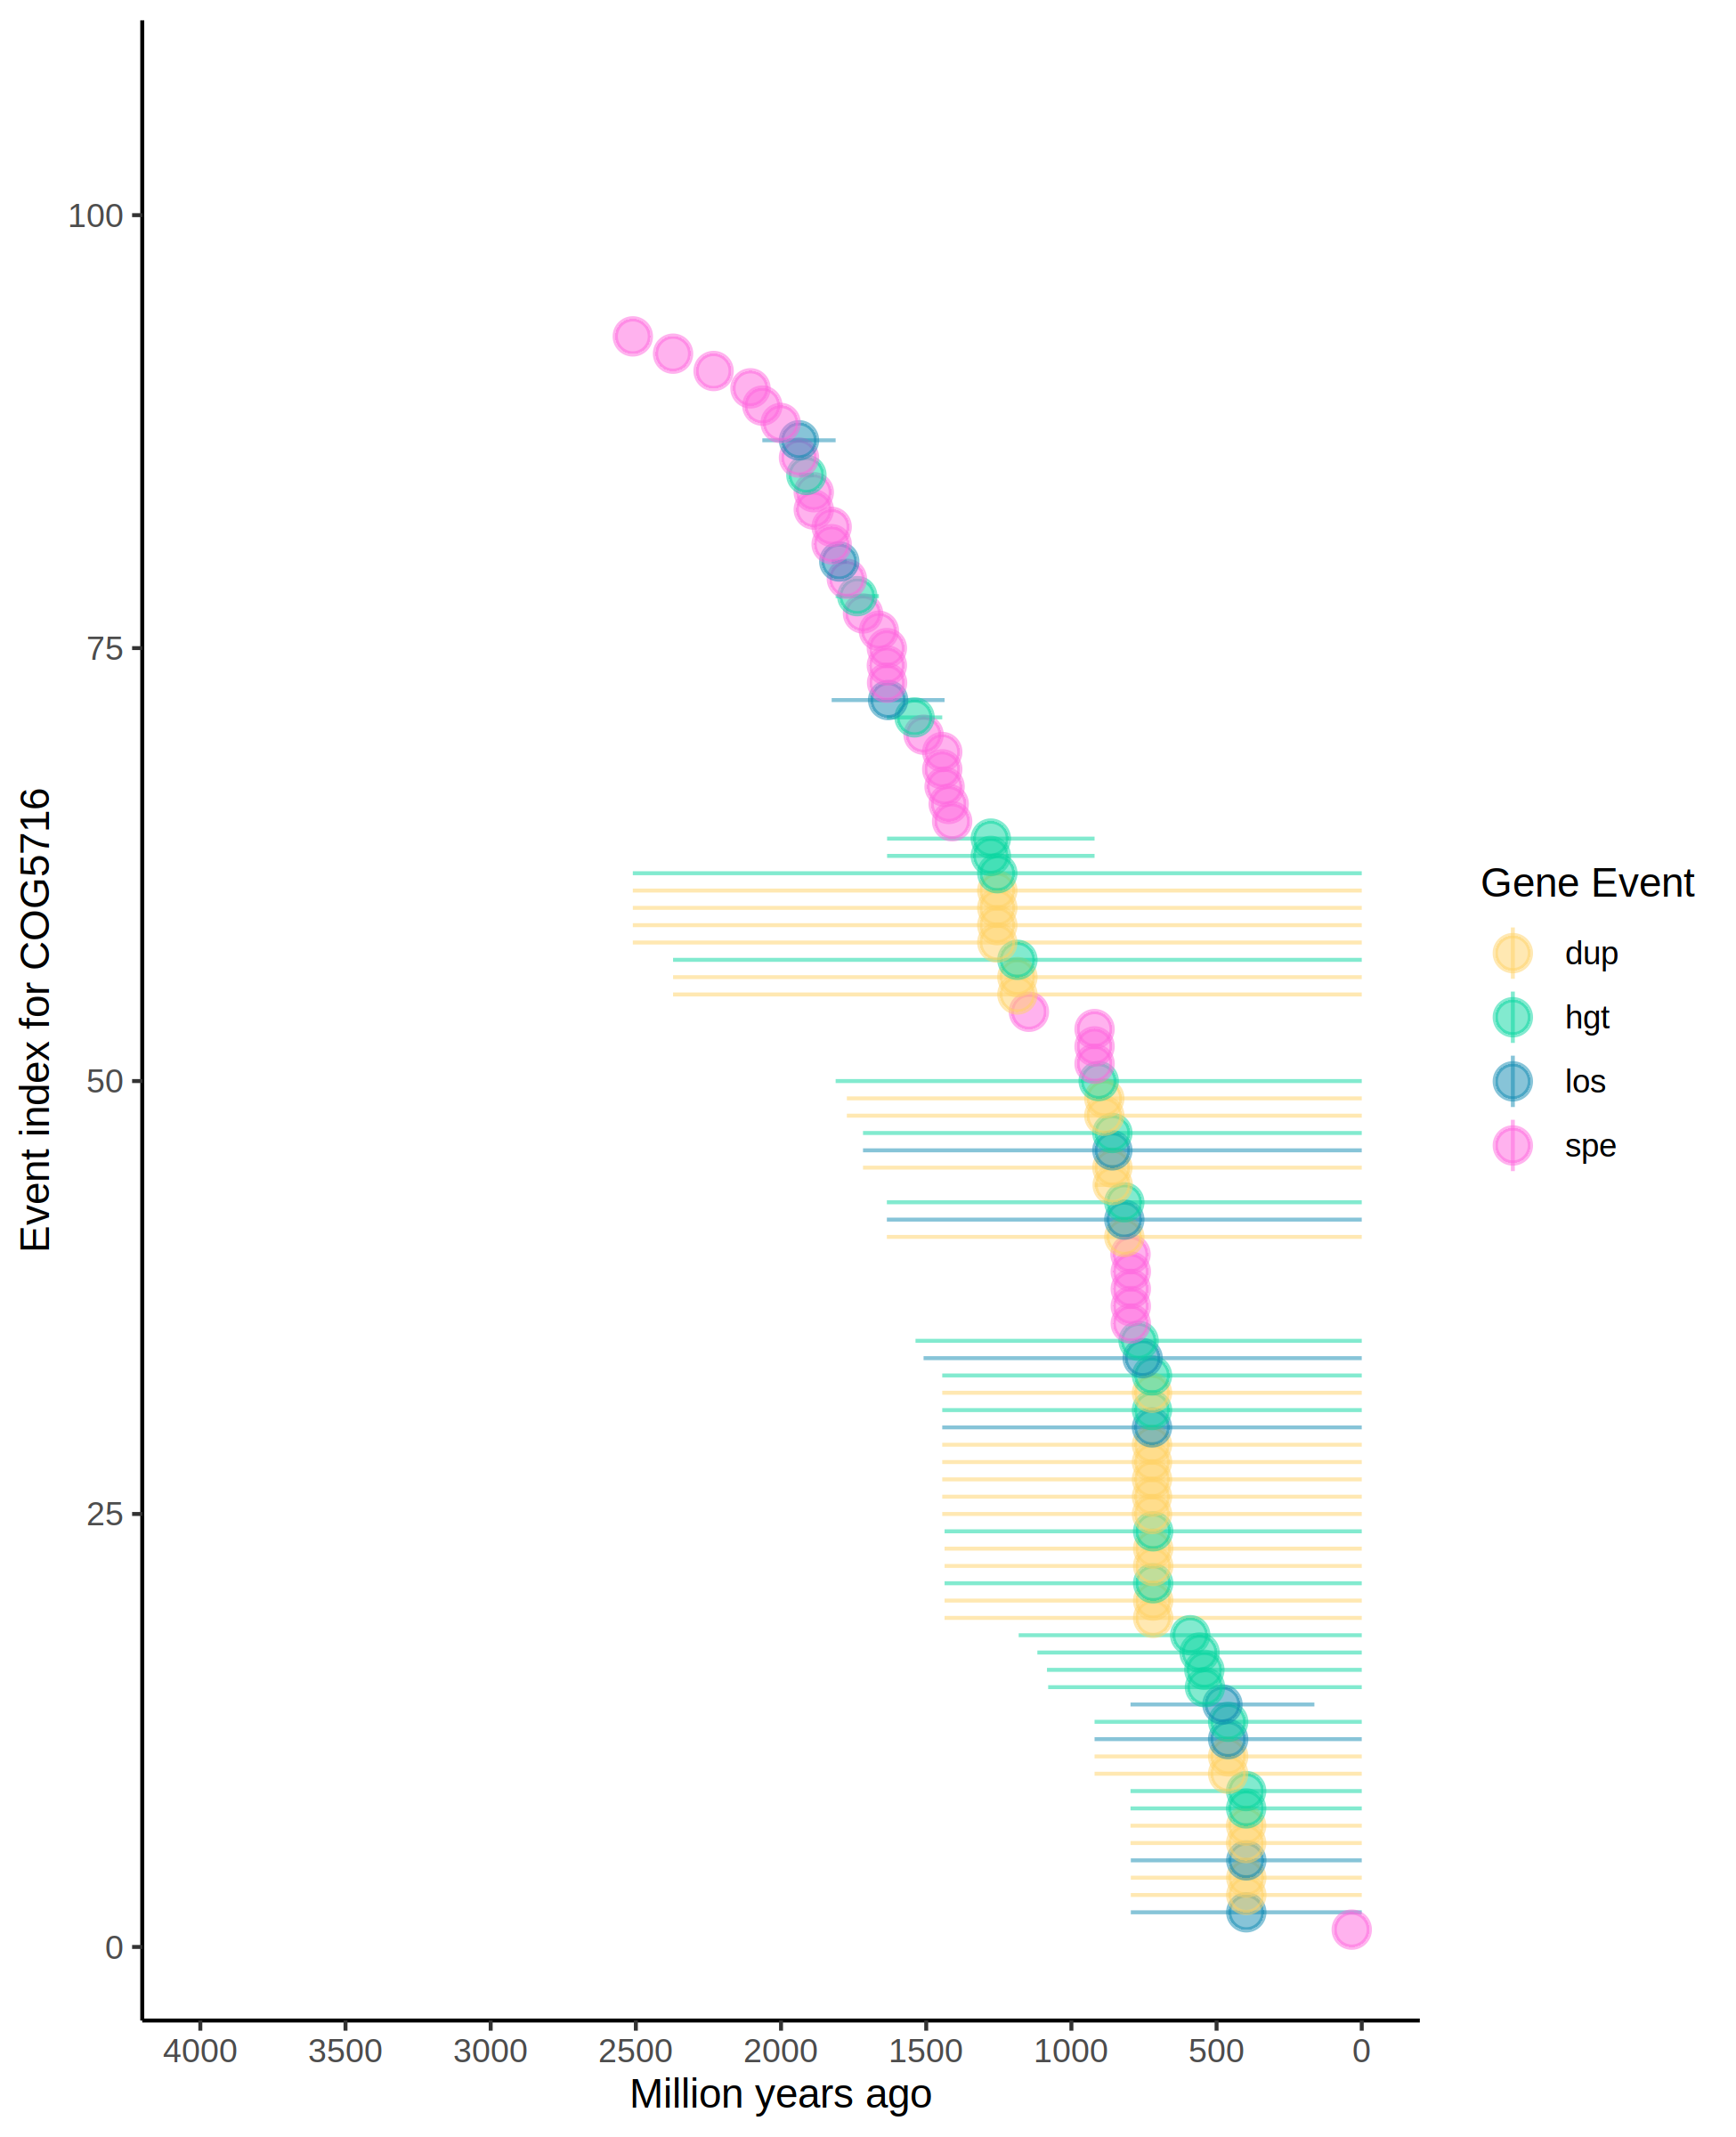 Event index for COG5716
100
75
50
25
0
4000 3500 3000 2500 2000 1500 1000 500 0
Million years ago
Gene Event
dup
hgt
los
spe